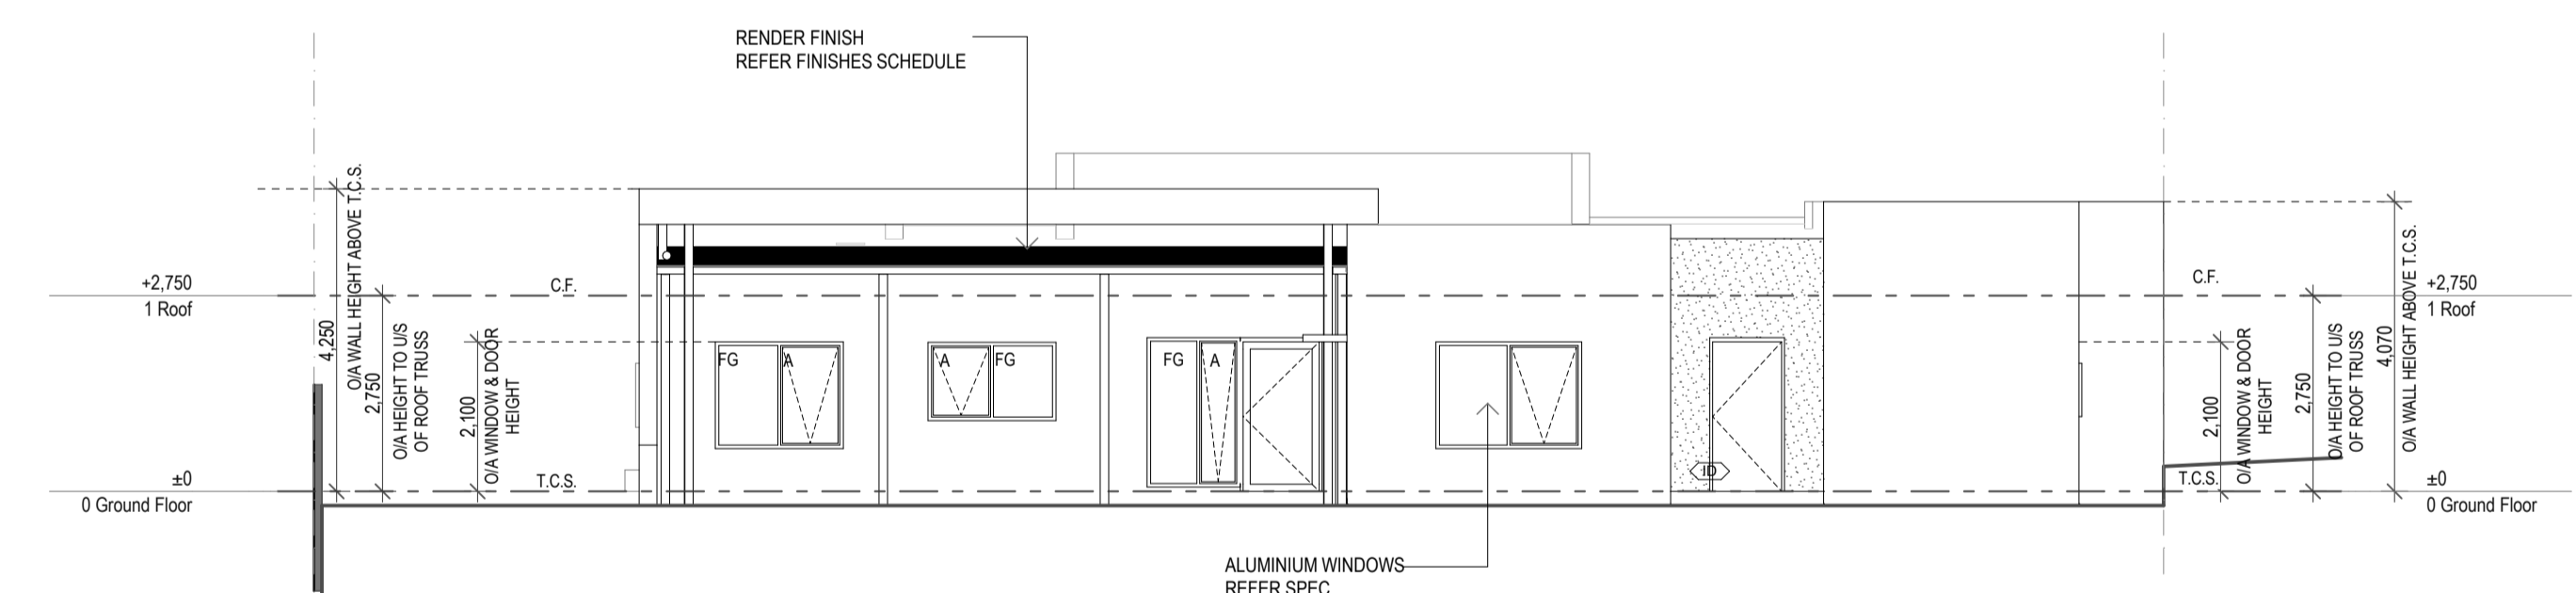 RENDER FINISH
REFER FINISHES SCHEDULE
+2,750
1 Roof
±0
0 Ground Floor
4,250
O/A WALL HEIGHT ABOVE T.C.S.
2,750
O/A HEIGHT TO U/S
OF ROOF TRUSS
2,100
O/A WINDOW & DOOR
HEIGHT
C.F.
T.C.S.
FG
A
A
FG
FG
A
ID
ALUMINIUM WINDOWS
REFER SPEC
C.F.
T.C.S.
2,100
O/A WINDOW & DOOR
HEIGHT
2,750
O/A HEIGHT TO U/S
OF ROOF TRUSS
4,070
O/A WALL HEIGHT ABOVE T.C.S.
+2,750
1 Roof
±0
0 Ground Floor